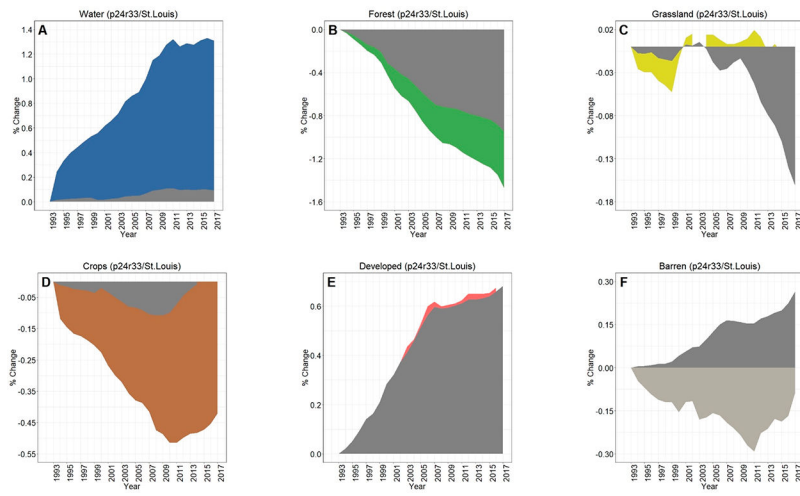 Water (p24r33/St.Louis)
A
% Change
1.4
1.2
1.0
0.8
0.6
0.4
0.2
0.0
1993 1995 1997 1999 2001 2003 2005 2007 2009 2011 2013 2015 2017
Year
Forest (p24r33/St.Louis)
B
% Change
0.0
-0.4
-0.8
-1.2
-1.6
1993 1995 1997 1999 2001 2003 2005 2007 2009 2011 2013 2015 2017
Year
Grassland (p24r33/St.Louis)
C
% Change
0.02
-0.03
-0.08
-0.13
-0.18
1993 1995 1997 1999 2001 2003 2005 2007 2009 2011 2013 2015 2017
Year
Crops (p24r33/St.Louis)
D
% Change
-0.05
-0.15
-0.25
-0.35
-0.45
-0.55
1993 1995 1997 1999 2001 2003 2005 2007 2009 2011 2013 2015 2017
Year
Developed (p24r33/St.Louis)
E
% Change
0.6
0.4
0.2
0.0
1993 1995 1997 1999 2001 2003 2005 2007 2009 2011 2013 2015 2017
Year
Barren (p24r33/St.Louis)
F
% Change
0.30
0.15
0.00
-0.15
-0.30
1993 1995 1997 1999 2001 2003 2005 2007 2009 2011 2013 2015 2017
Year